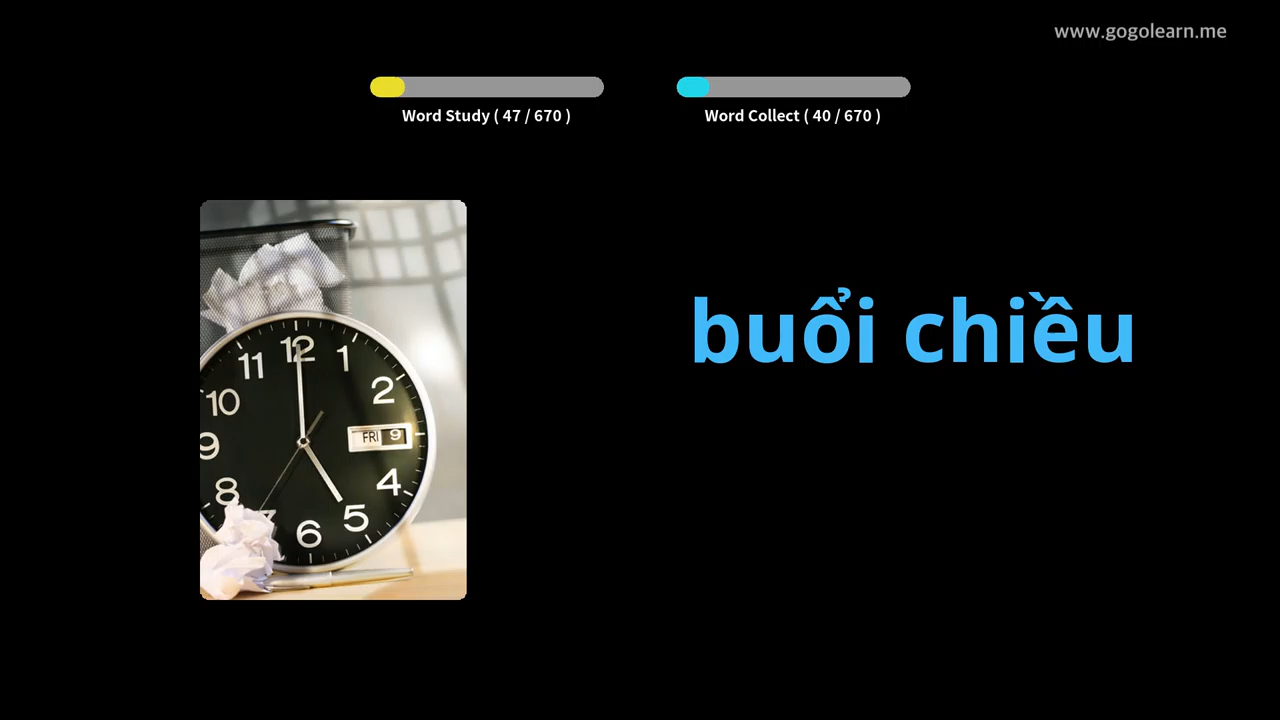 www.gogolearn.me
Word Study ( 47 / 670 )
Word Collect ( 40 / 670 )
buổi chiều
12
11
1
10
2
FRI 9
9
8
4
7
5
6